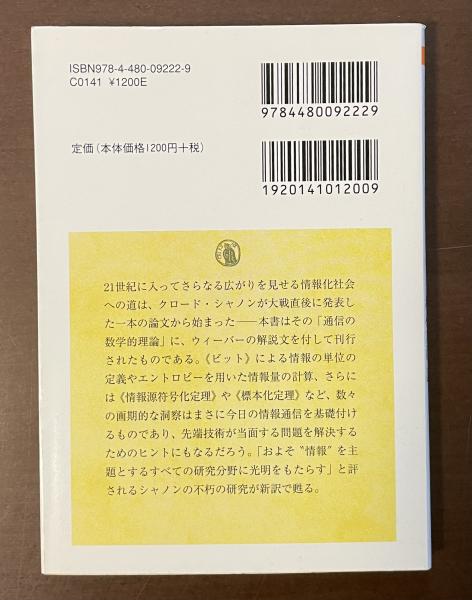 ISBN978-4-480-09222-9
C0141 ¥1200E
9784480092229
定価(本体価格1200円+税)
1920141012009
21世紀に入ってさらなる広がりを見せる情報化社会
への道は、クロード・シャノンが大戦直後に発表し
た一本の論文から始まった——本書はその「通信の
数学的理論」に、ウィーバーの解説文を付して刊行
されたものである。《ビット》による情報の単位の
定義やエントロピーを用いた情報量の計算、さらに
は《情報源符号化定理》や《標本化定理》など、数々
の画期的な洞察はまさに今日の情報通信を基礎付け
るものであり、先端技術が当面する問題を解決する
ためのヒントにもなるだろう。「およそ〝情報〟を主
題とするすべての研究分野に光明をもたらす」と評
されるシャノンの不朽の研究が新訳で甦る。